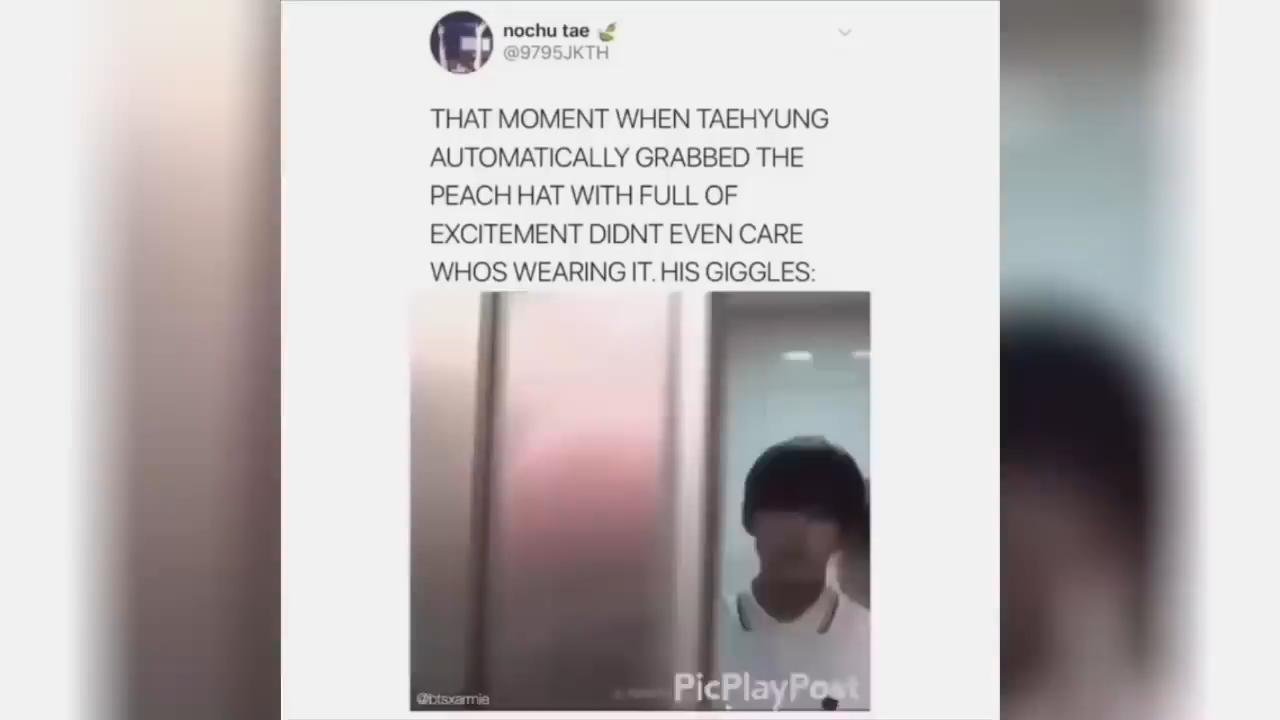 nochu tae
@9795JKTH
THAT MOMENT WHEN TAEHYUNG
AUTOMATICALLY GRABBED THE
PEACH HAT WITH FULL OF
EXCITEMENT DIDNT EVEN CARE
WHOS WEARING IT. HIS GIGGLES:
@btsxarmie
PicPlayPost